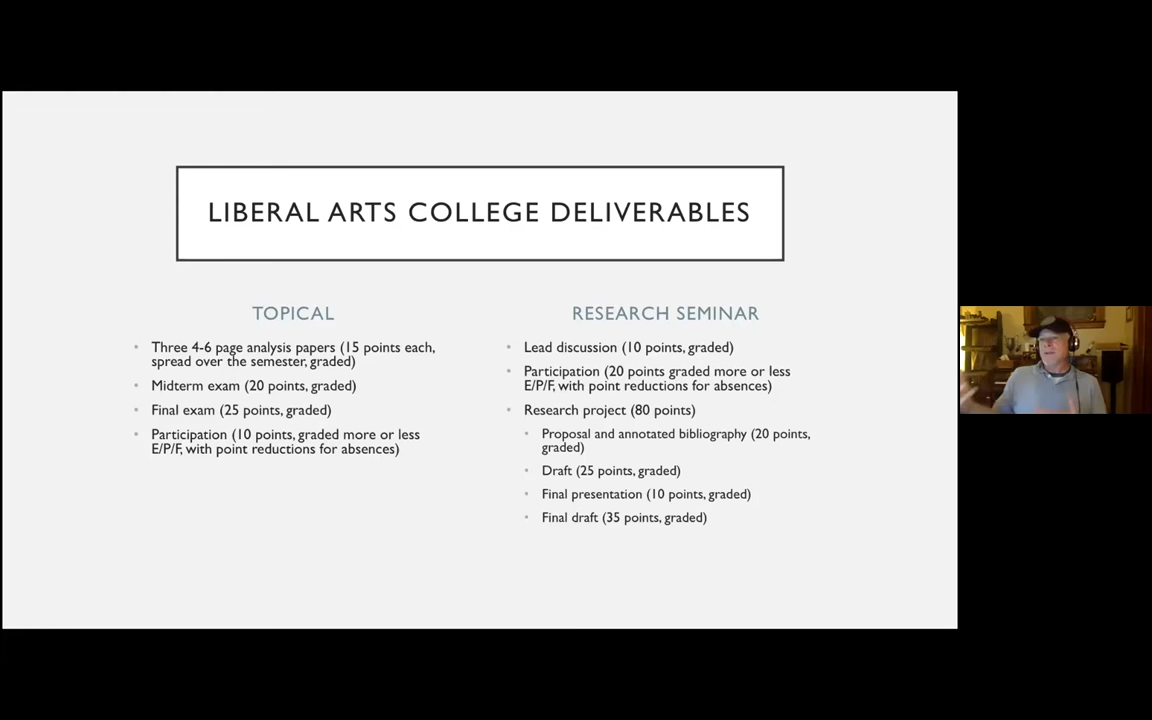 LIBERAL ARTS COLLEGE DELIVERABLES
TOPICAL
• Three 4-6 page analysis papers (15 points each,
spread over the semester, graded)
• Midterm exam (20 points, graded)
• Final exam (25 points, graded)
• Participation (10 points, graded more or less
E/P/F, with point reductions for absences)
RESEARCH SEMINAR
• Lead discussion (10 points, graded)
• Participation (20 points graded more or less
E/P/F, with point reductions for absences)
• Research project (80 points)
• Proposal and annotated bibliography (20 points,
graded)
• Draft (25 points, graded)
• Final presentation (10 points, graded)
• Final draft (35 points, graded)